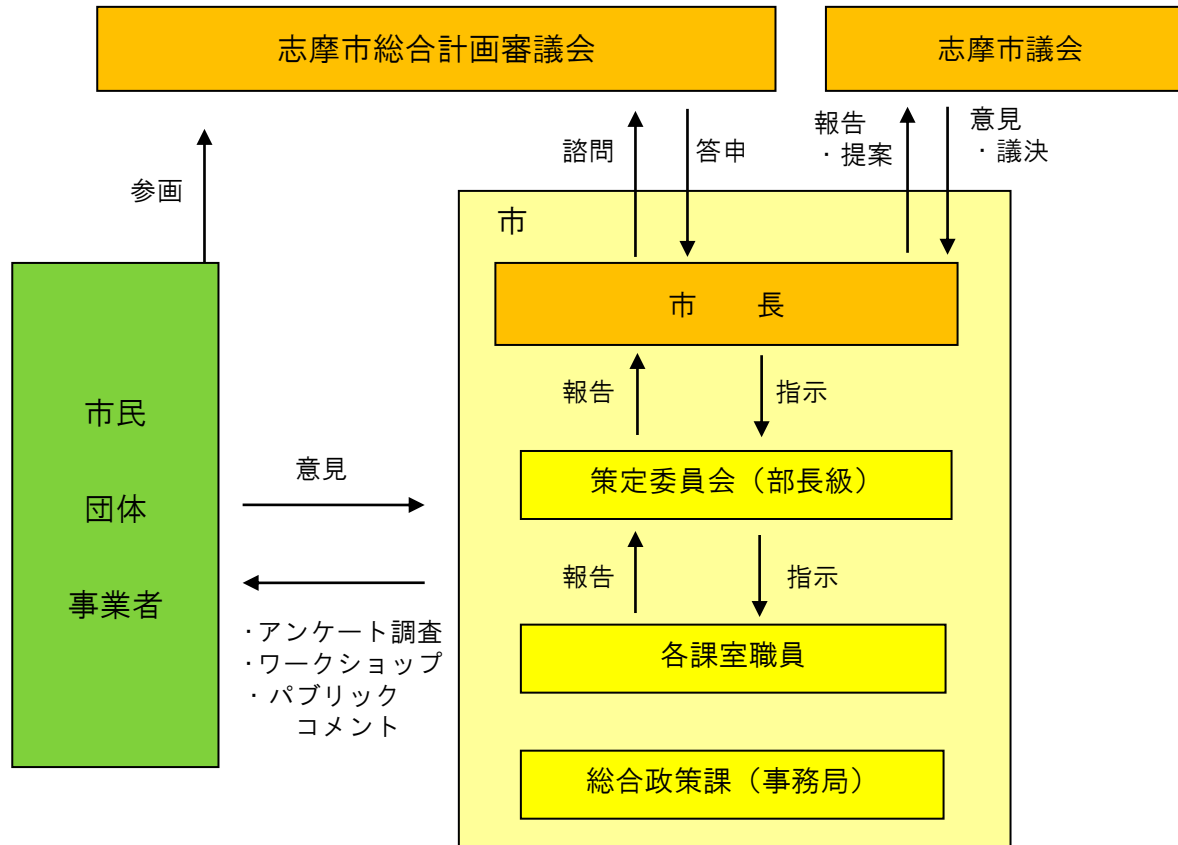 志摩市総合計画審議会
志摩市議会
参画
諮問
答申
報告
・提案
意見
・議決
市
市　　長
報告
指示
市民
団体
事業者
意見
策定委員会（部長級）
報告
指示
・アンケート調査
・ワークショップ
・パブリック
コメント
各課室職員
総合政策課（事務局）